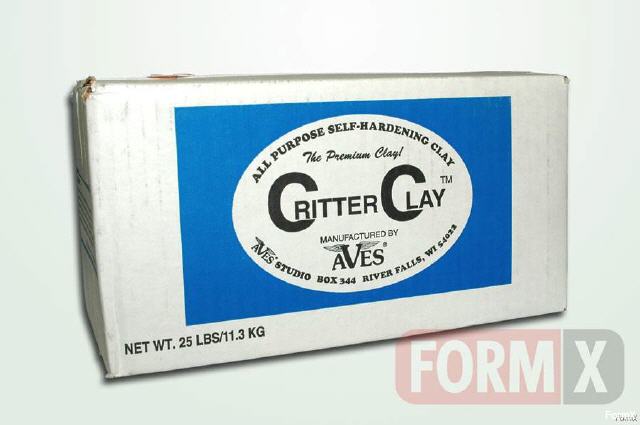 ALL PURPOSE SELF-HARDENING CLAY
The Premium Clay!
CRITTER CLAY™
MANUFACTURED BY
AVES®
AVES STUDIO BOX 344 RIVER FALLS, WI 54022
NET WT. 25 LBS/11.3 KG
FORM X
FormX